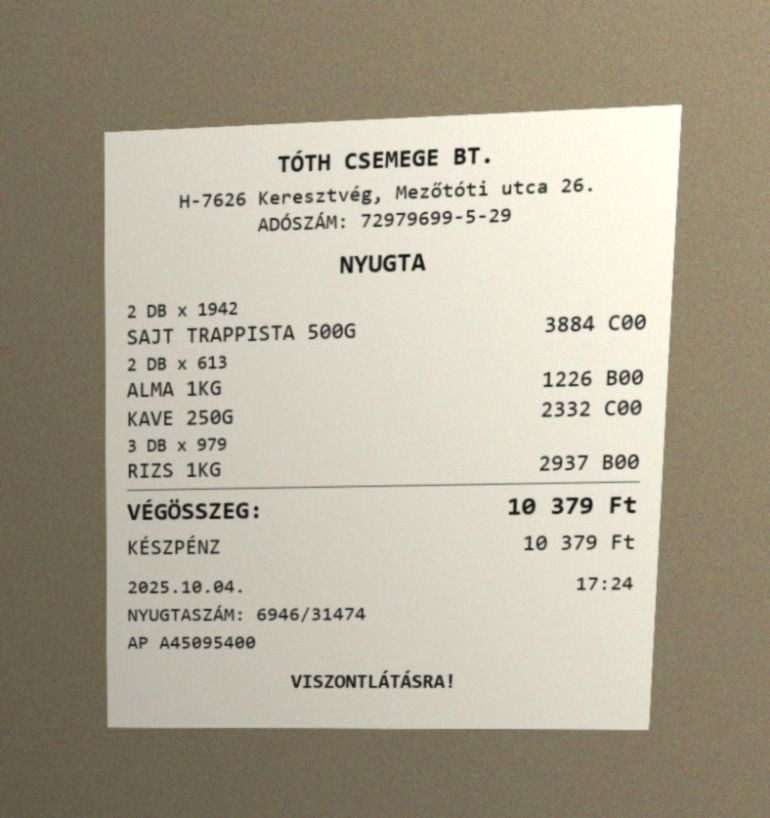 TÓTH CSEMEGE BT.
H-7626 Keresztvég, Mezőtóti utca 26.
ADÓSZÁM: 72979699-5-29
NYUGTA
2 DB x 1942
SAJT TRAPPISTA 500G 3884 C00
2 DB x 613
ALMA 1KG 1226 B00
KAVE 250G 2332 C00
3 DB x 979
RIZS 1KG 2937 B00
VÉGÖSSZEG: 10 379 Ft
KÉSZPÉNZ 10 379 Ft
2025.10.04. 17:24
NYUGTASZÁM: 6946/31474
AP A45095400
VISZONTLÁTÁSRA!